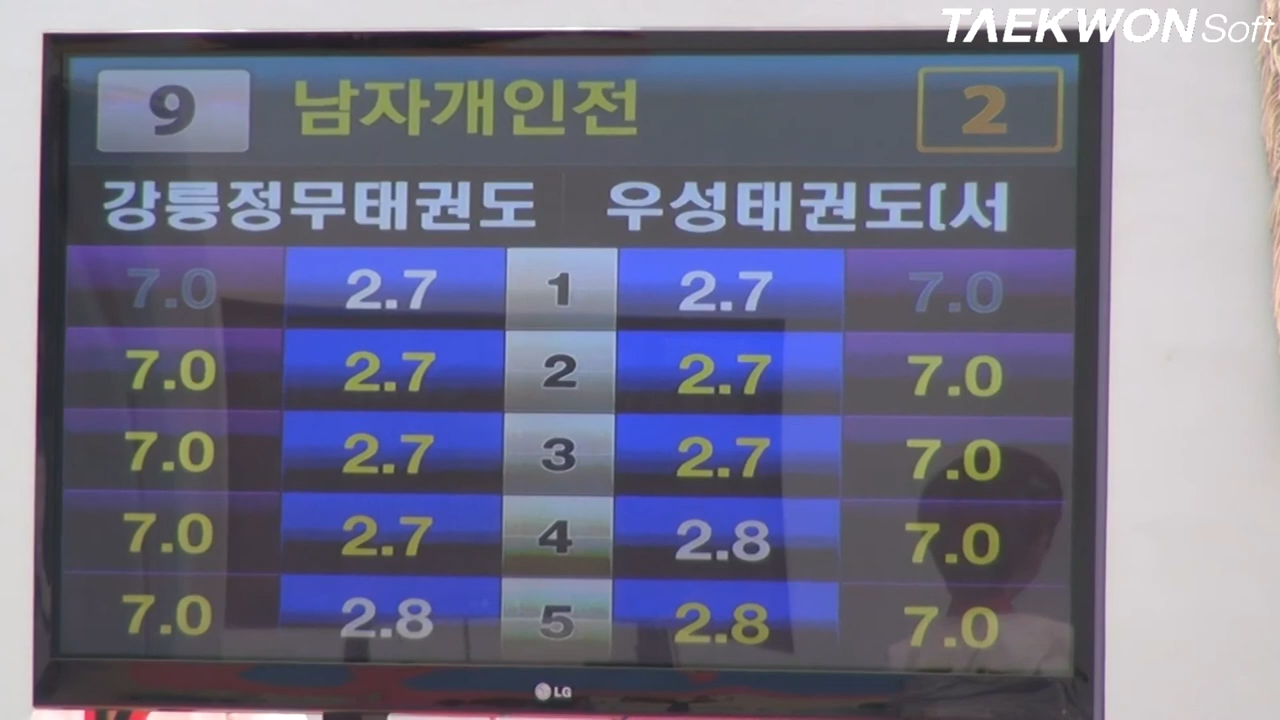 TAEKWON Soft
9 남자개인전 2
강릉정무태권도 우성태권도(서
7.0 2.7 1 2.7 7.0
7.0 2.7 2 2.7 7.0
7.0 2.7 3 2.7 7.0
7.0 2.7 4 2.8 7.0
7.0 2.8 5 2.8 7.0
LG